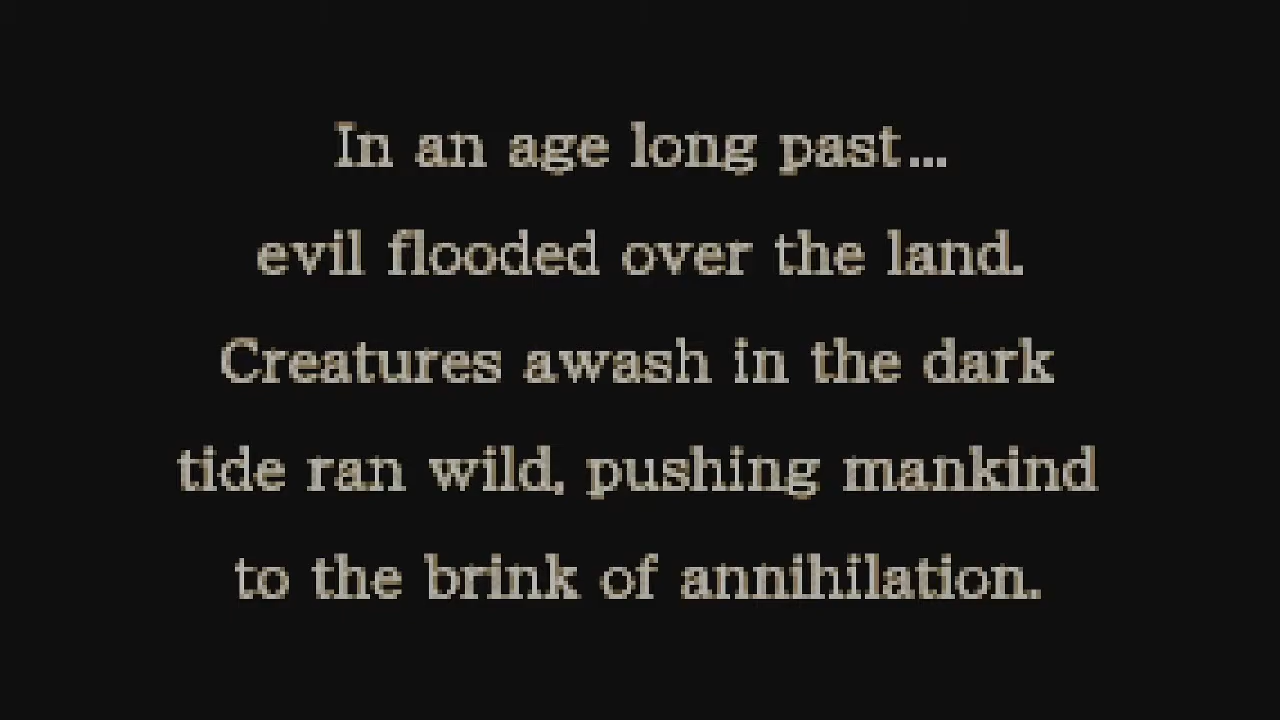 In an age long past...
evil flooded over the land.
Creatures awash in the dark
tide ran wild, pushing mankind
to the brink of annihilation.